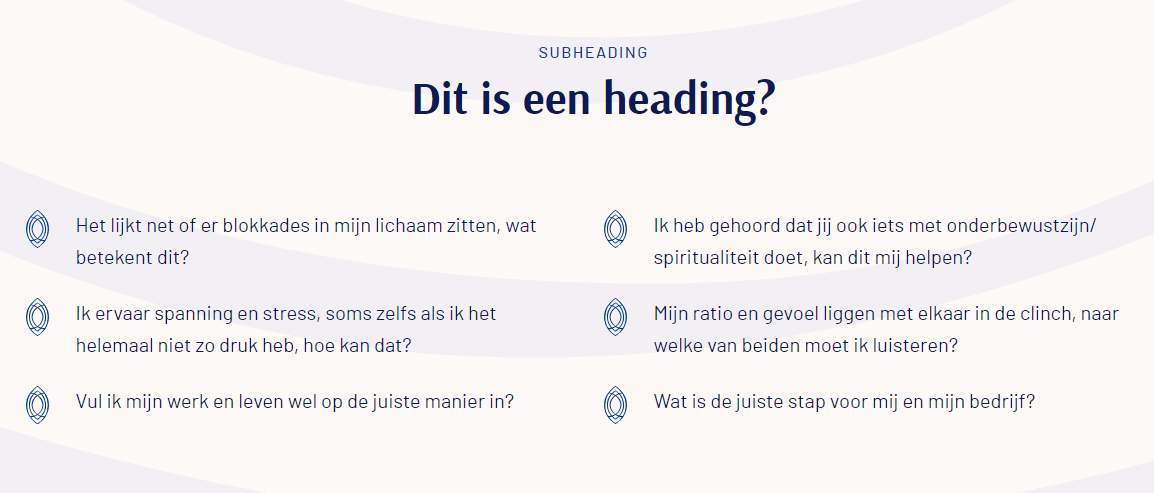 SUBHEADING
Dit is een heading?
Het lijkt net of er blokkades in mijn lichaam zitten, wat
betekent dit?
Ik ervaar spanning en stress, soms zelfs als ik het
helemaal niet zo druk heb, hoe kan dat?
Vul ik mijn werk en leven wel op de juiste manier in?
Ik heb gehoord dat jij ook iets met onderbewustzijn/
spiritualiteit doet, kan dit mij helpen?
Mijn ratio en gevoel liggen met elkaar in de clinch, naar
welke van beiden moet ik luisteren?
Wat is de juiste stap voor mij en mijn bedrijf?